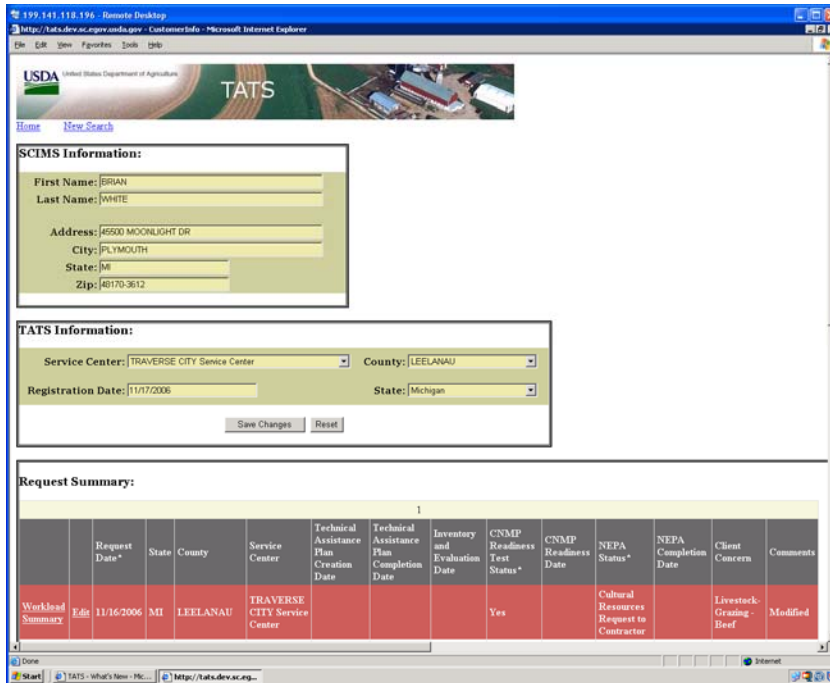 199.141.118.196 - Remote Desktop
http://tats.dev.sc.egov.usda.gov - CustomerInfo - Microsoft Internet Explorer
File Edit View Favorites Tools Help
USDA United States Department of Agriculture
TATS
Home New Search
SCIMS Information:
First Name: BRIAN
Last Name: WHITE
Address: 45500 MOONLIGHT DR
City: PLYMOUTH
State: MI
Zip: 48170-3612
TATS Information:
Service Center: TRAVERSE CITY Service Center County: LEELANAU
Registration Date: 11/17/2006 State: Michigan
Save Changes Reset
Request Summary:
1
Request Date* State County Service Center Technical Assistance Plan Creation Date Technical Assistance Plan Completion Date Inventory and Evaluation Date CNMP Readiness Test Status* CNMP Readiness Date NEPA Status* NEPA Completion Date Client Concern Comments
Workload Summary Edit 11/16/2006 MI LEELANAU TRAVERSE CITY Service Center Yes Cultural Resources Request to Contractor Livestock-Grazing - Beef Modified
Done Internet
Start TATS - What's New - Mic... http://tats.dev.sc.eg...